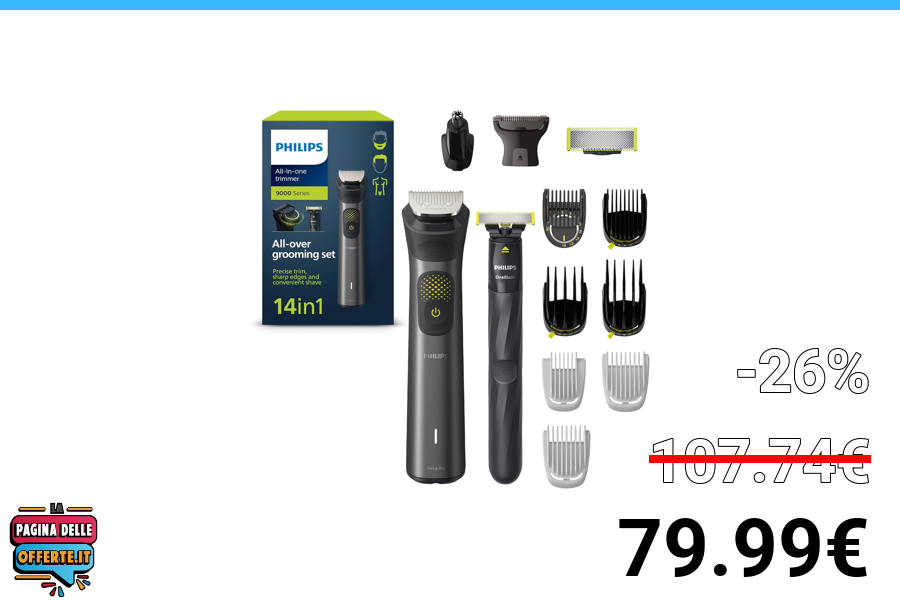 PHILIPS
All-in-one
trimmer
9000 Series
All-over
grooming set
Precise trim,
sharp edges and
convenient shave
14in1
PHILIPS
OneBlade
PHILIPS
-26%
107.74€
79.99€
LA
PAGINA DELLE
OFFERTE.IT